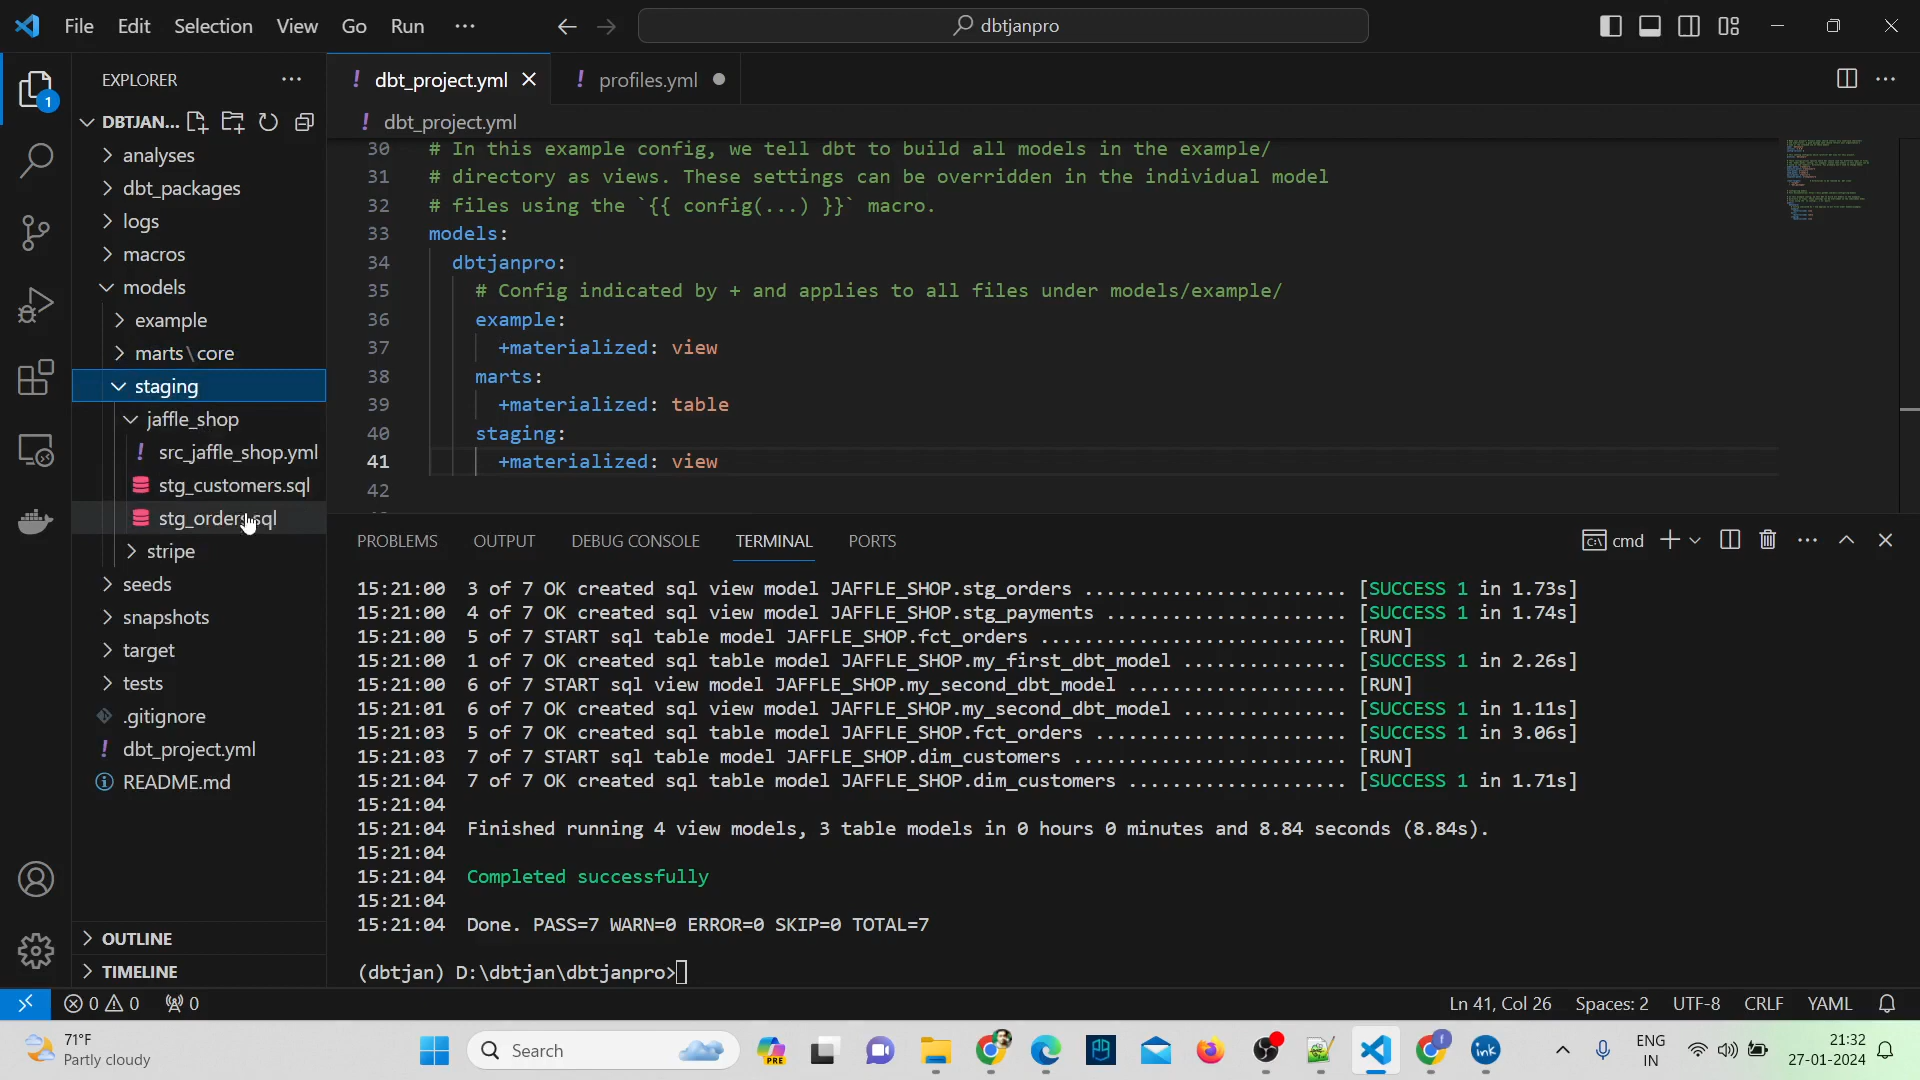 File Edit Selection View Go Run ···
dbtjanpro
EXPLORER
DBTJAN...
analyses
dbt_packages
logs
macros
models
example
marts\core
staging
jaffle_shop
! src_jaffle_shop.yml
stg_customers.sql
stg_orders.sql
stripe
seeds
snapshots
target
tests
.gitignore
! dbt_project.yml
README.md
OUTLINE
TIMELINE
! dbt_project.yml ! profiles.yml
! dbt_project.yml
30 # In this example config, we tell dbt to build all models in the example/
31 # directory as views. These settings can be overridden in the individual model
32 # files using the `{{ config(...) }}` macro.
33 models:
34 dbtjanpro:
35 # Config indicated by + and applies to all files under models/example/
36 example:
37 +materialized: view
38 marts:
39 +materialized: table
40 staging:
41 +materialized: view
42
PROBLEMS OUTPUT DEBUG CONSOLE TERMINAL PORTS cmd
15:21:00 3 of 7 OK created sql view model JAFFLE_SHOP.stg_orders ........................ [SUCCESS 1 in 1.73s]
15:21:00 4 of 7 OK created sql view model JAFFLE_SHOP.stg_payments ...................... [SUCCESS 1 in 1.74s]
15:21:00 5 of 7 START sql table model JAFFLE_SHOP.fct_orders ............................ [RUN]
15:21:00 1 of 7 OK created sql table model JAFFLE_SHOP.my_first_dbt_model ............... [SUCCESS 1 in 2.26s]
15:21:00 6 of 7 START sql view model JAFFLE_SHOP.my_second_dbt_model .................... [RUN]
15:21:01 6 of 7 OK created sql view model JAFFLE_SHOP.my_second_dbt_model ............... [SUCCESS 1 in 1.11s]
15:21:03 5 of 7 OK created sql table model JAFFLE_SHOP.fct_orders ....................... [SUCCESS 1 in 3.06s]
15:21:03 7 of 7 START sql table model JAFFLE_SHOP.dim_customers ......................... [RUN]
15:21:04 7 of 7 OK created sql table model JAFFLE_SHOP.dim_customers .................... [SUCCESS 1 in 1.71s]
15:21:04
15:21:04 Finished running 4 view models, 3 table models in 0 hours 0 minutes and 8.84 seconds (8.84s).
15:21:04
15:21:04 Completed successfully
15:21:04
15:21:04 Done. PASS=7 WARN=0 ERROR=0 SKIP=0 TOTAL=7
(dbtjan) D:\dbtjan\dbtjanpro>
0 0 0 Ln 41, Col 26 Spaces: 2 UTF-8 CRLF YAML
71°F
Partly cloudy
Search
PRE
ink
ENG
IN
21:32
27-01-2024